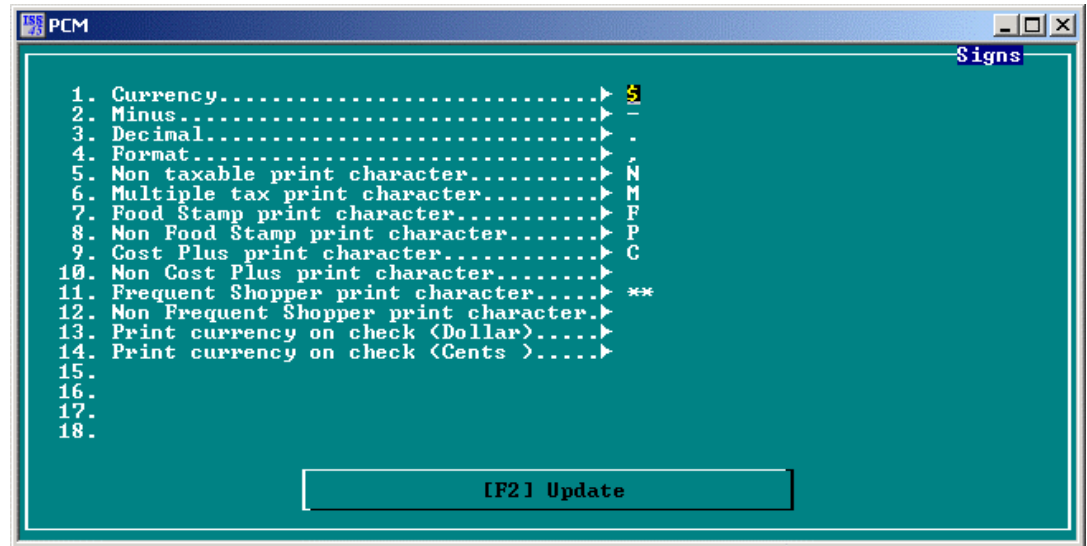 ISS 45 PCM
Signs
1. Currency.............................► $
2. Minus................................► -
3. Decimal..............................► .
4. Format...............................► ,
5. Non taxable print character..........► N
6. Multiple tax print character.........► M
7. Food Stamp print character...........► F
8. Non Food Stamp print character.......► P
9. Cost Plus print character............► C
10. Non Cost Plus print character........►
11. Frequent Shopper print character.....► **
12. Non Frequent Shopper print character.►
13. Print currency on check (Dollar).....►
14. Print currency on check (Cents ).....►
15.
16.
17.
18.
[F2] Update